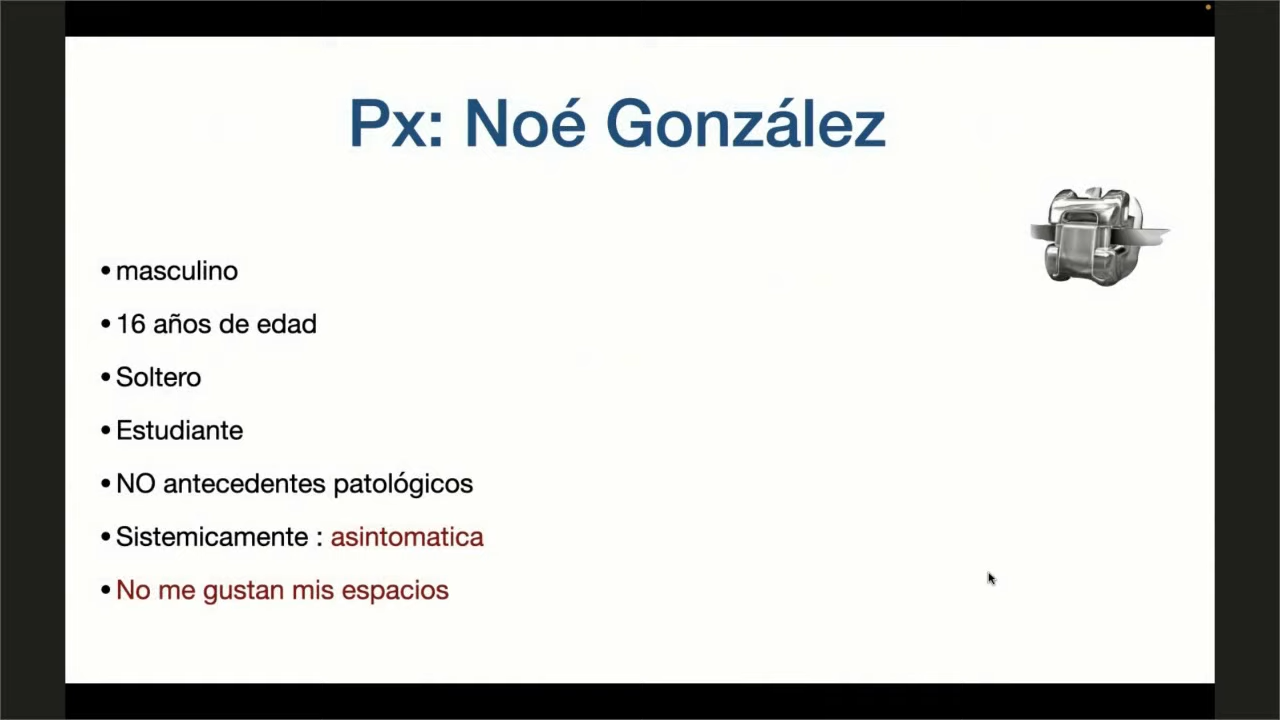 Px: Noé González
• masculino
• 16 años de edad
• Soltero
• Estudiante
• NO antecedentes patológicos
• Sistemicamente : asintomatica
• No me gustan mis espacios